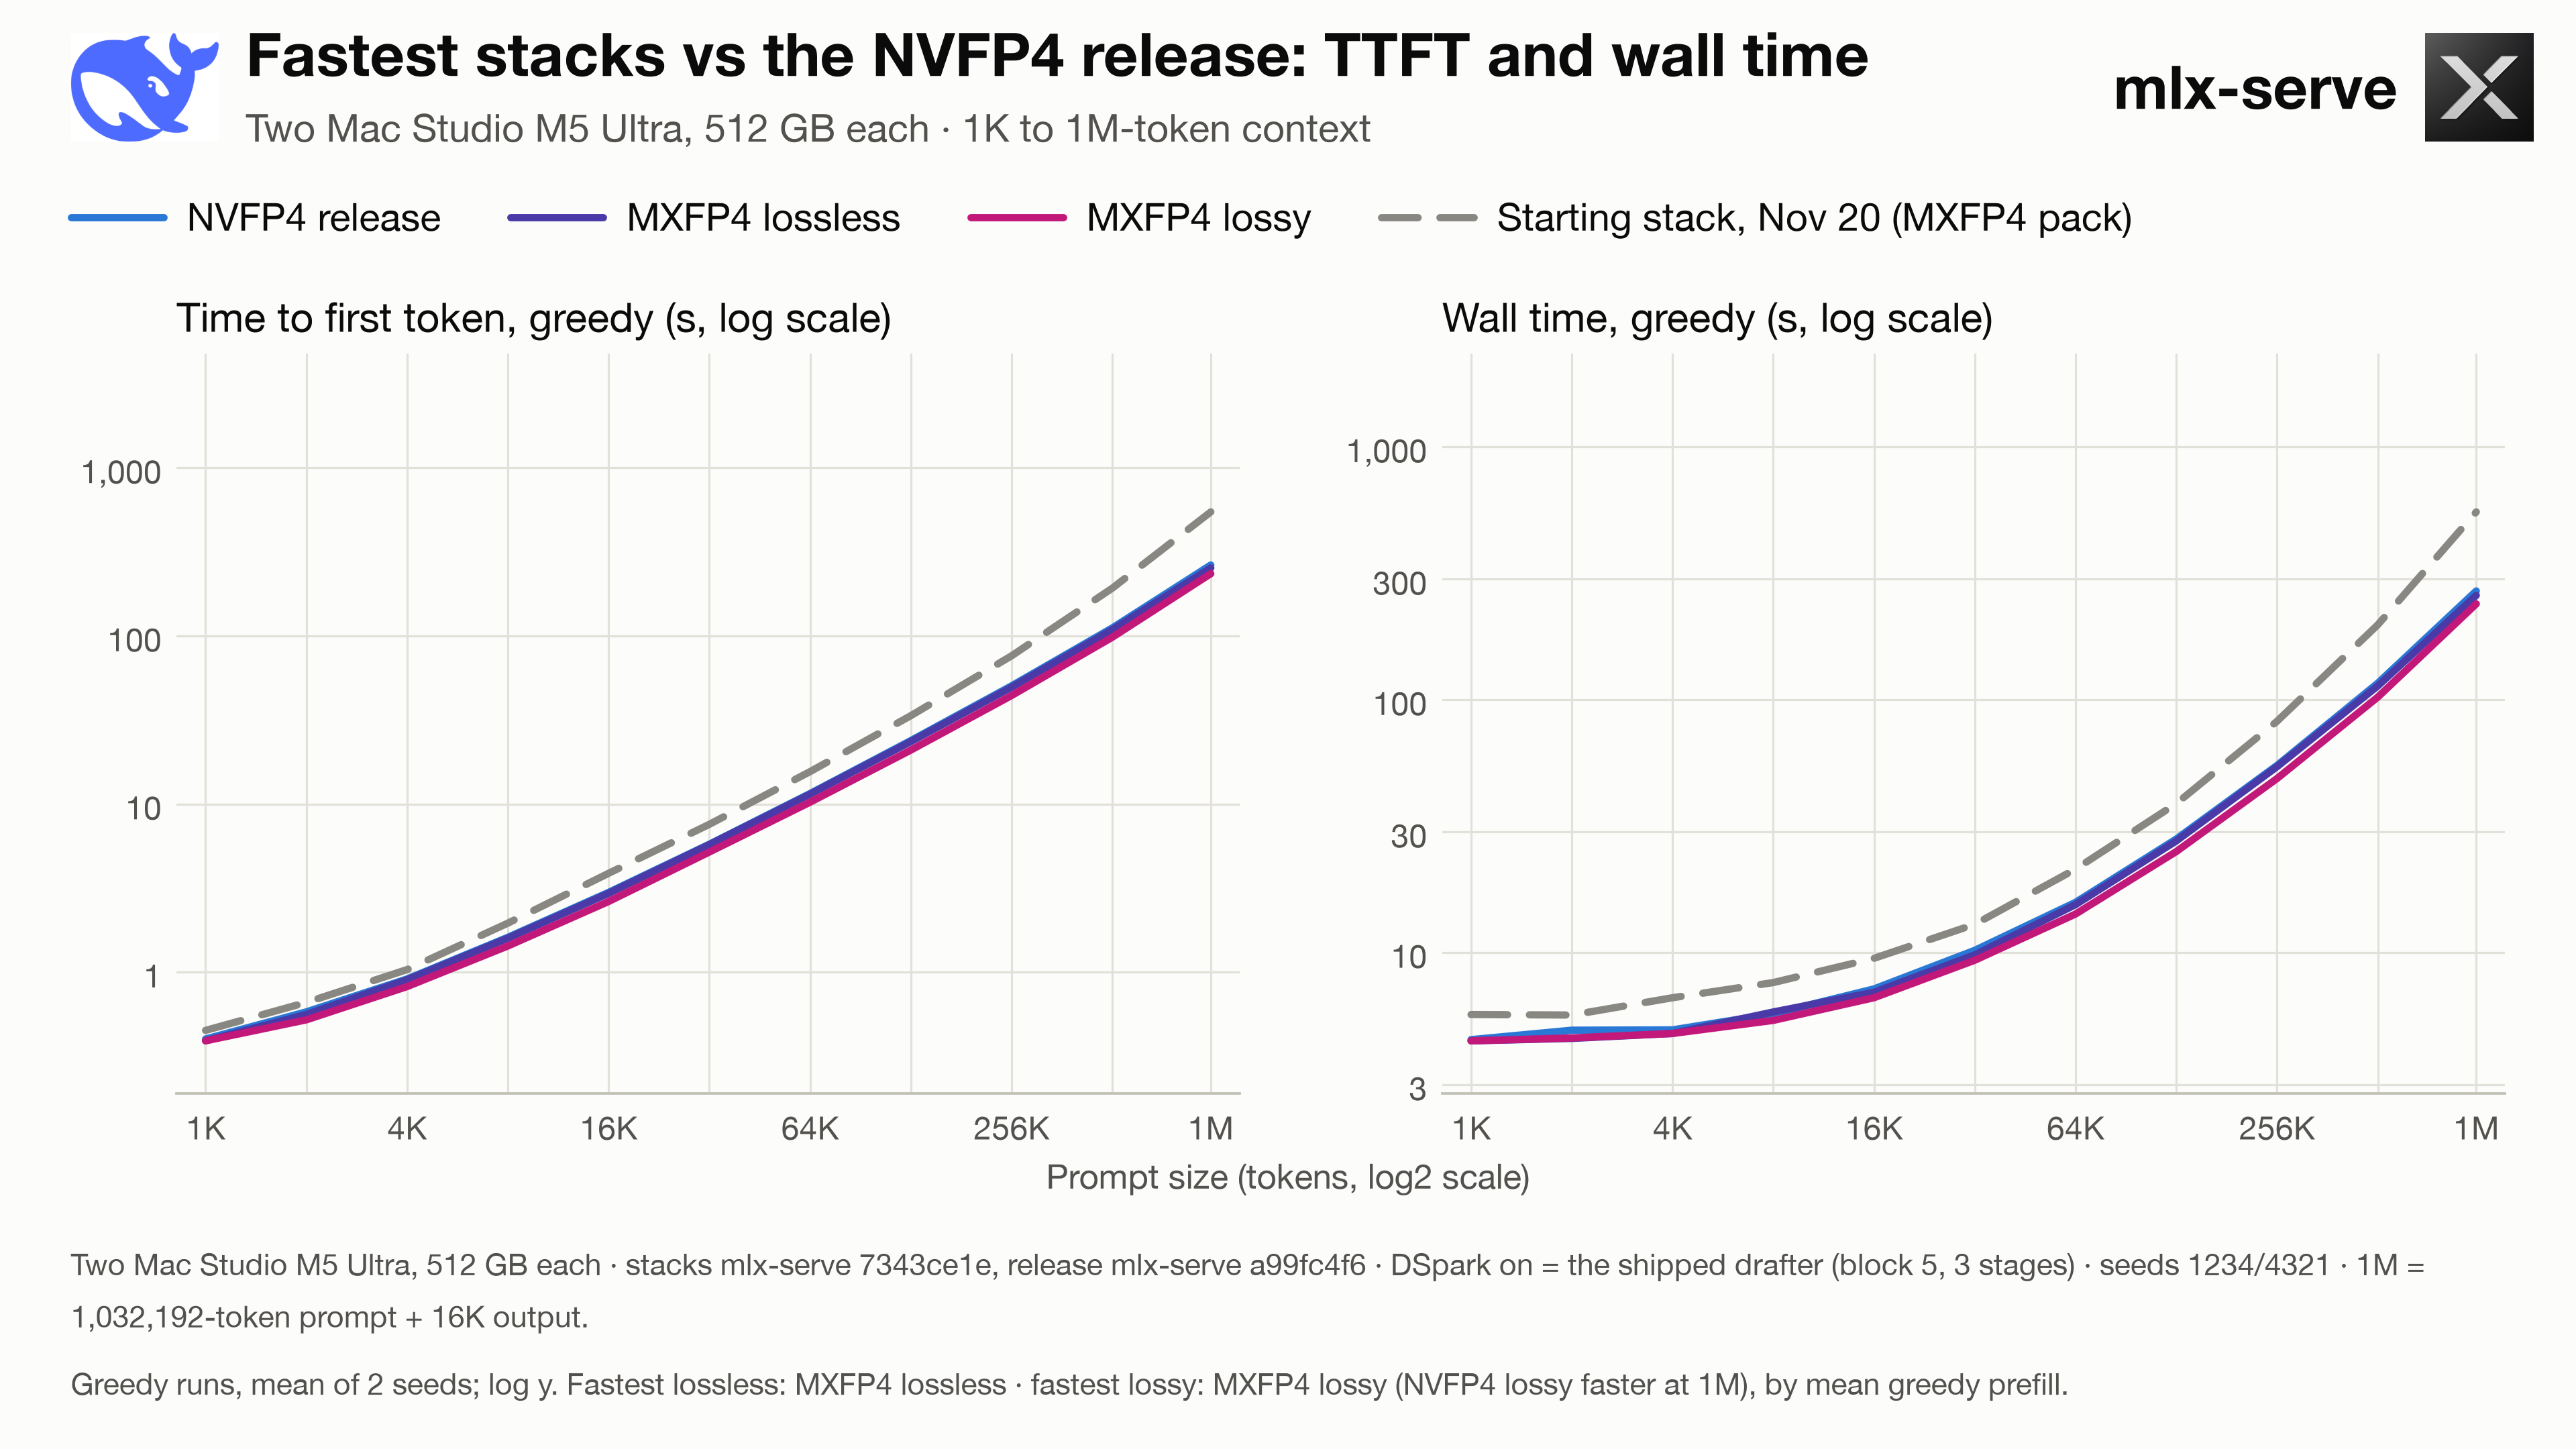 Fastest stacks vs the NVFP4 release: TTFT and wall time
Two Mac Studio M5 Ultra, 512 GB each · 1K to 1M-token context
mlx-serve
NVFP4 release
MXFP4 lossless
MXFP4 lossy
Starting stack, Nov 20 (MXFP4 pack)
Time to first token, greedy (s, log scale)
1,000
100
10
1
1K 4K 16K 64K 256K 1M
Wall time, greedy (s, log scale)
1,000
300
100
30
10
3
1K 4K 16K 64K 256K 1M
Prompt size (tokens, log2 scale)
Two Mac Studio M5 Ultra, 512 GB each · stacks mlx-serve 7343ce1e, release mlx-serve a99fc4f6 · DSpark on = the shipped drafter (block 5, 3 stages) · seeds 1234/4321 · 1M =
1,032,192-token prompt + 16K output.
Greedy runs, mean of 2 seeds; log y. Fastest lossless: MXFP4 lossless · fastest lossy: MXFP4 lossy (NVFP4 lossy faster at 1M), by mean greedy prefill.